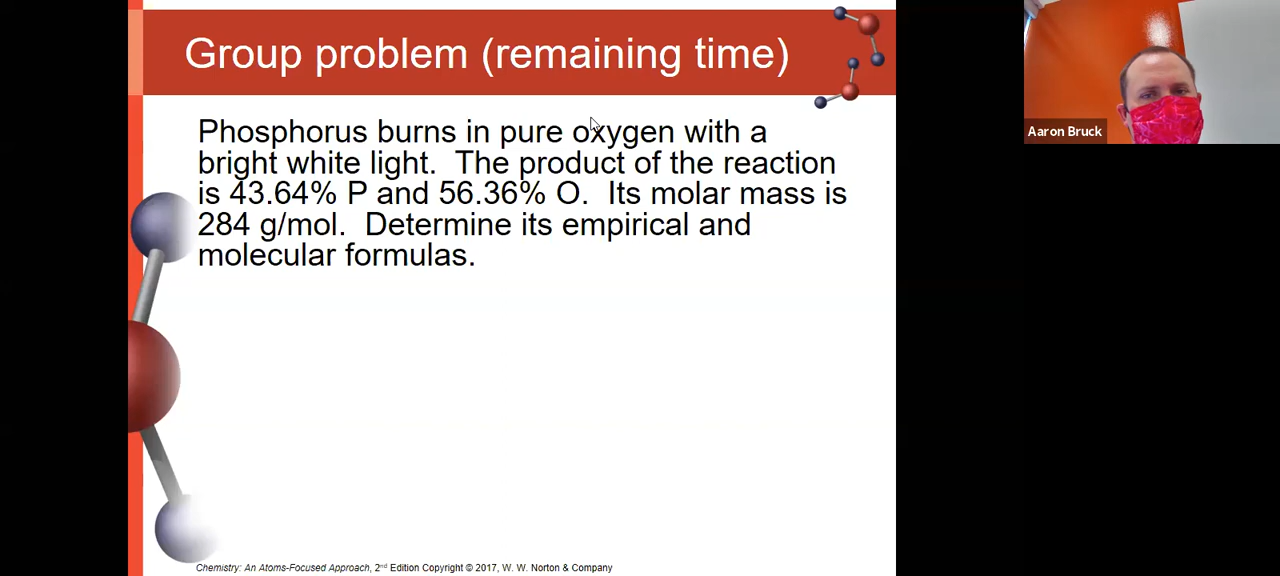 Group problem (remaining time)
Phosphorus burns in pure oxygen with a
bright white light.  The product of the reaction
is 43.64% P and 56.36% O.  Its molar mass is
284 g/mol.  Determine its empirical and
molecular formulas.
Chemistry: An Atoms-Focused Approach, 2nd Edition Copyright © 2017, W. W. Norton & Company
Aaron Bruck